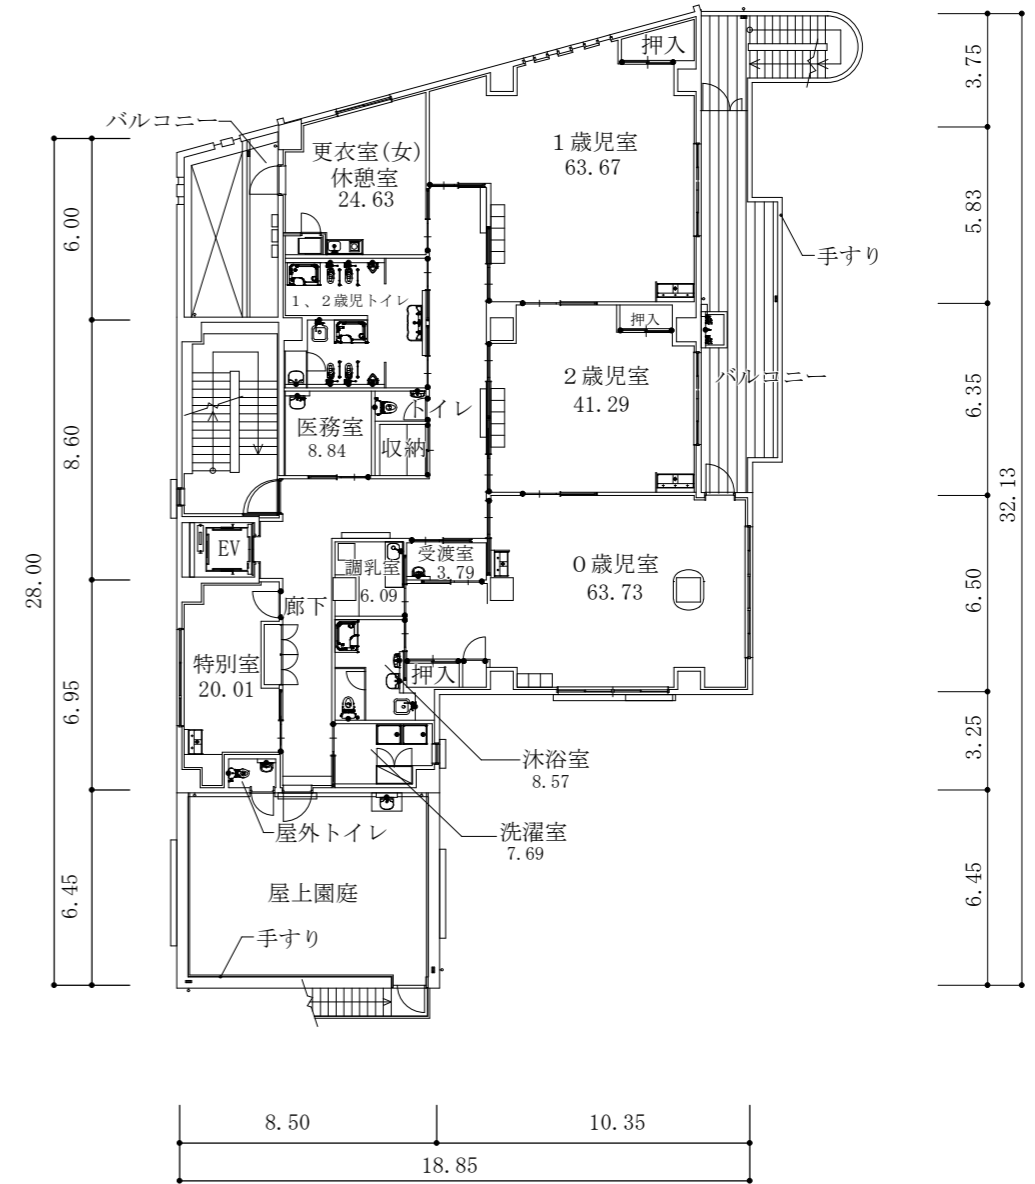 押入
3.75
バルコニー
1歳児室
63.67
更衣室(女)
休憩室
24.63
6.00
5.83
手すり
1、2歳児トイレ
押入
2歳児室
41.29
バルコニー
6.35
トイレ
医務室
8.84
収納
8.60
32.13
EV
受渡室
3.79
調乳室
6.09
0歳児室
63.73
28.00
6.50
廊下
特別室
20.01
押入
6.95
3.25
沐浴室
8.57
洗濯室
7.69
屋外トイレ
6.45
屋上園庭
6.45
手すり
8.50
10.35
18.85